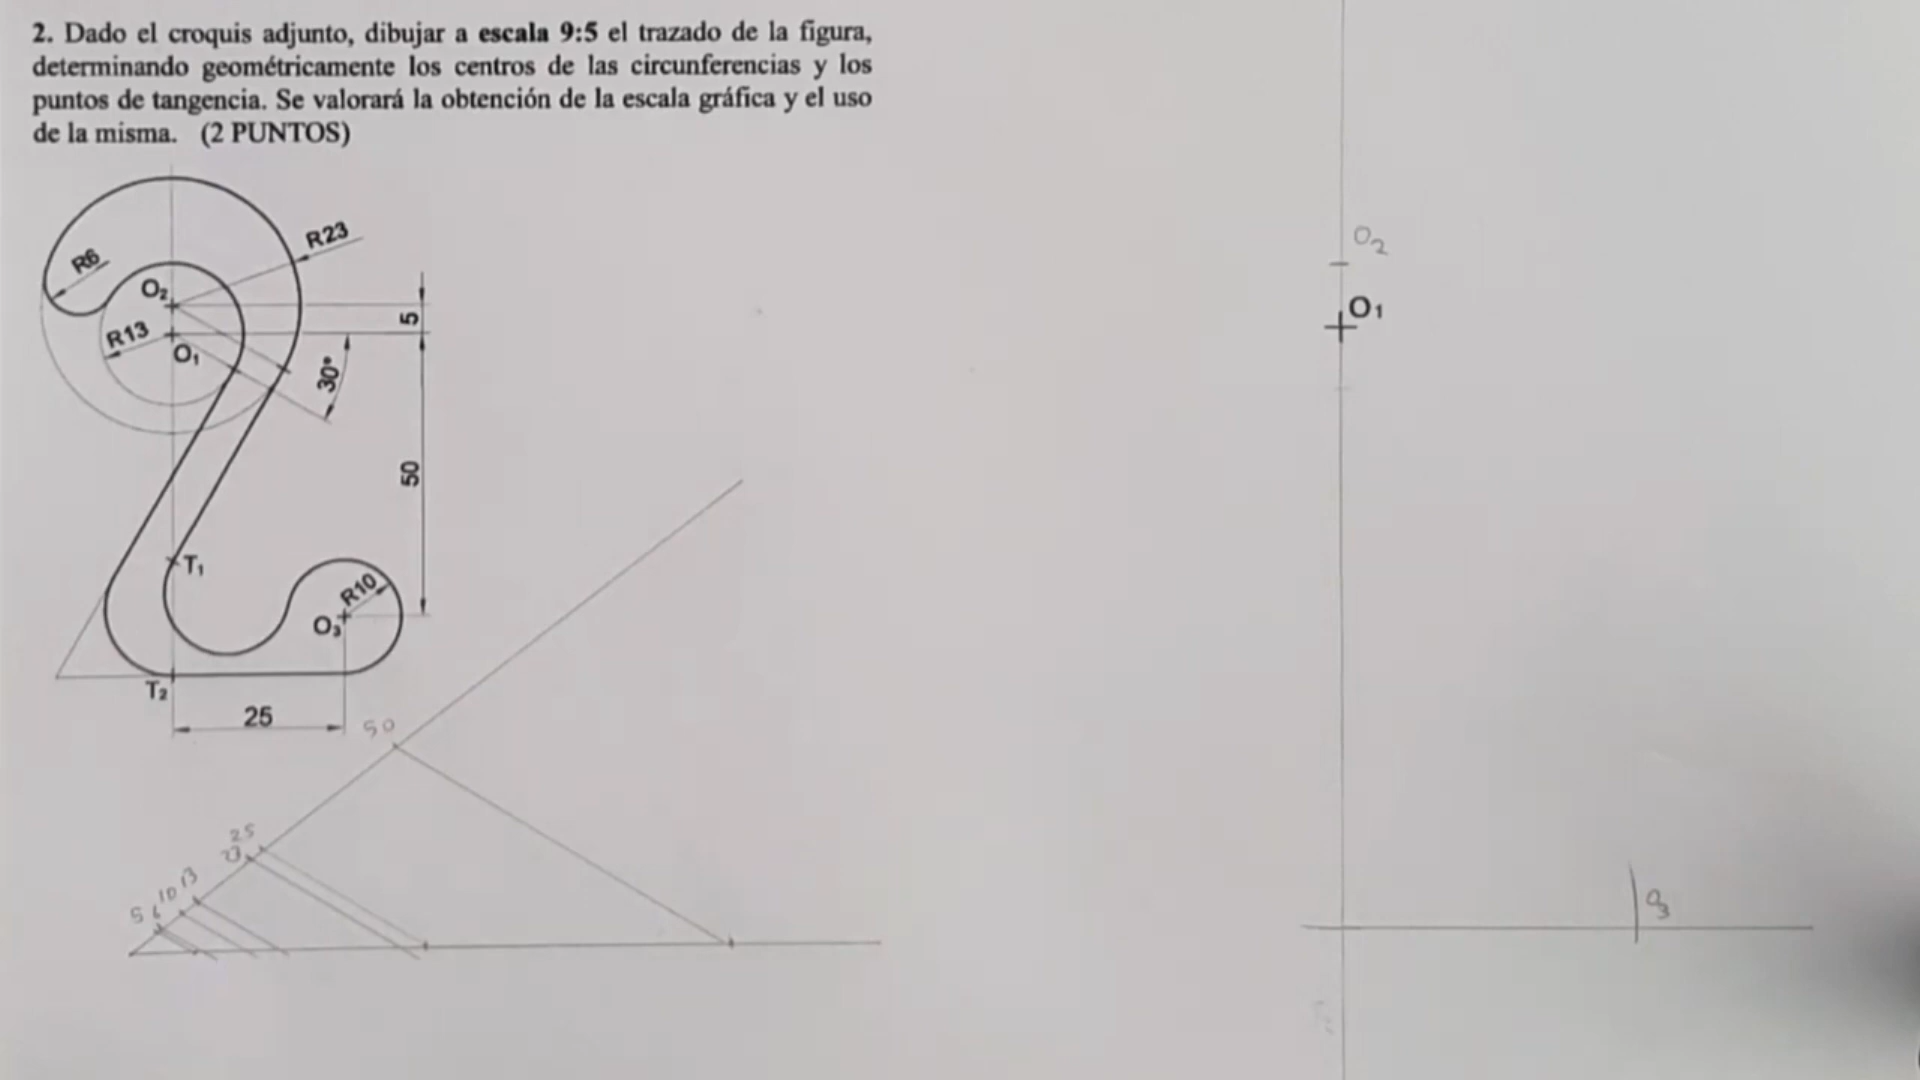 2. Dado el croquis adjunto, dibujar a escala 9:5 el trazado de la figura,
determinando geométricamente los centros de las circunferencias y los
puntos de tangencia. Se valorará la obtención de la escala gráfica y el uso
de la misma. (2 PUNTOS)
R23
R6
O₂
R13
O₁
5
30°
50
T₁
R10
O₃
T₂
25
50
25
23
13
10
6
5
O₂
O₁
O₃